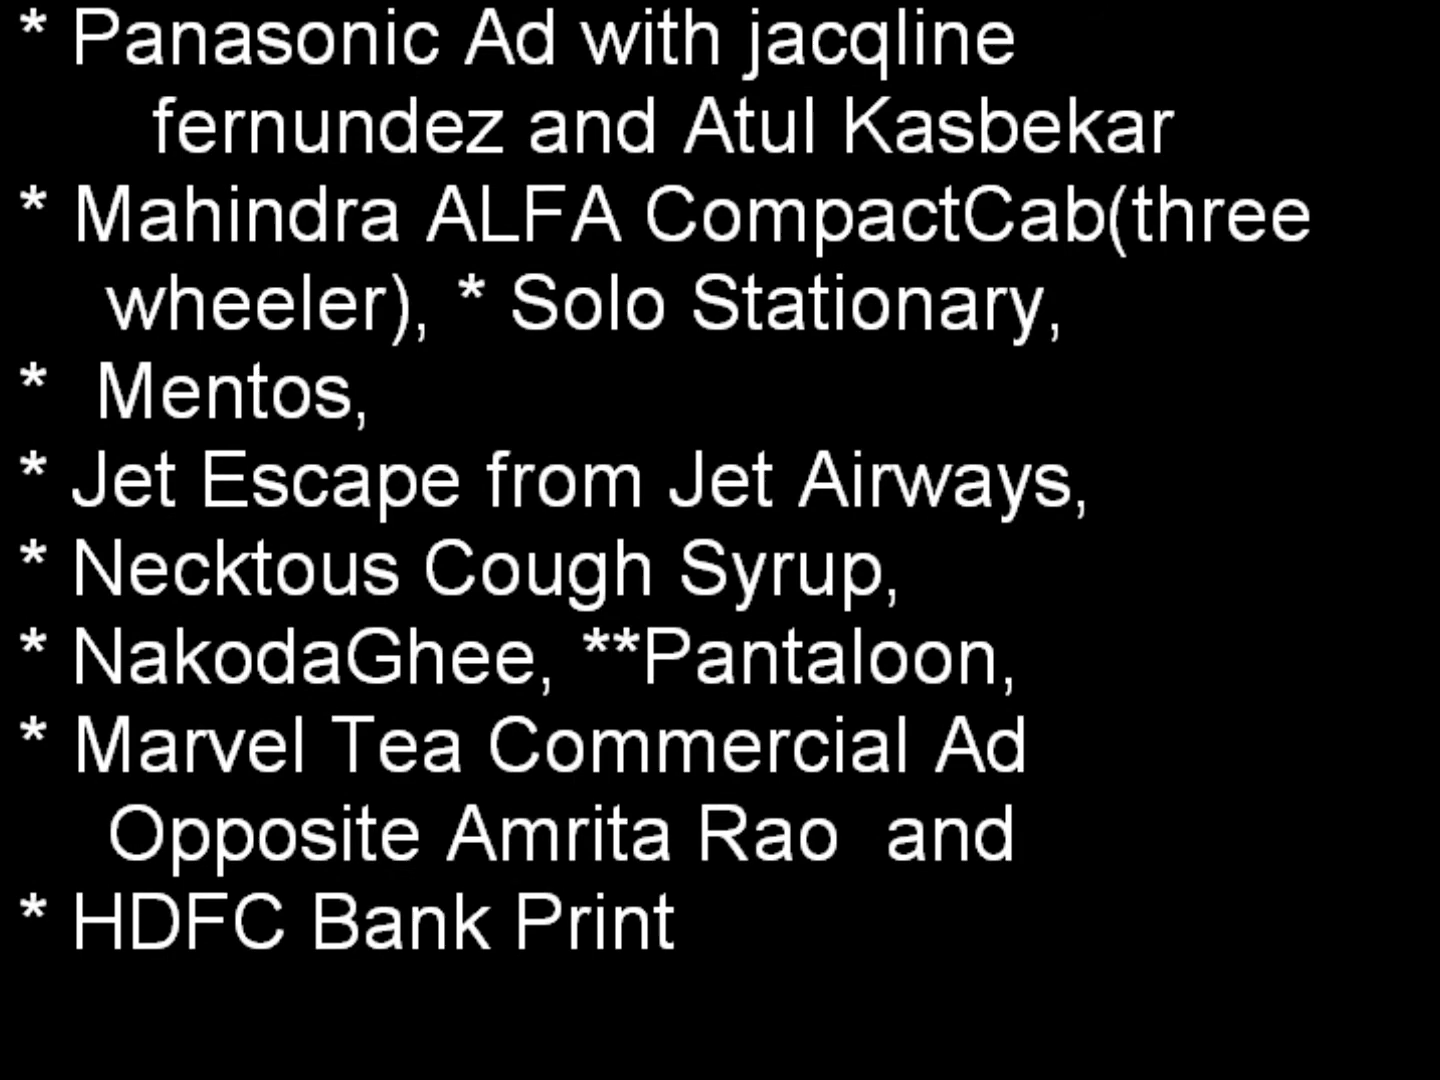 * Panasonic Ad with jacqline
fernundez and Atul Kasbekar
* Mahindra ALFA CompactCab(three
wheeler), * Solo Stationary,
* Mentos,
* Jet Escape from Jet Airways,
* Necktous Cough Syrup,
* NakodaGhee, **Pantaloon,
* Marvel Tea Commercial Ad
Opposite Amrita Rao and
* HDFC Bank Print